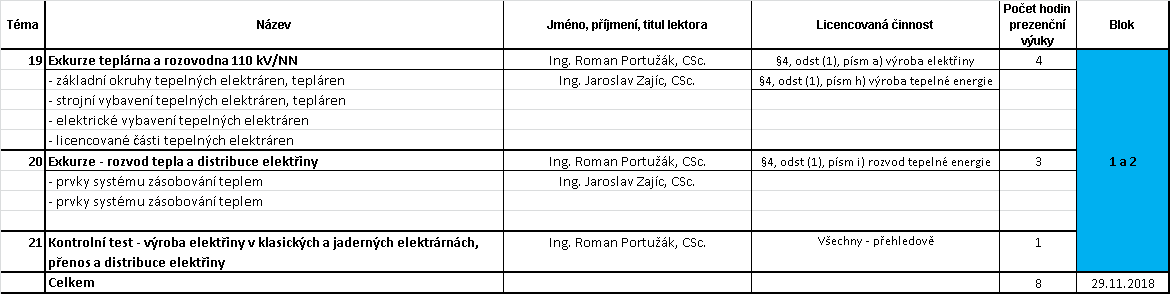 Téma Název Jméno, příjmení, titul lektora Licencovaná činnost Počet hodin prezenční výuky Blok
19 Exkurze teplárna a rozovodna 110 kV/NN Ing. Roman Portužák, CSc. §4, odst (1), písm a) výroba elektřiny 4
- základní okruhy tepelných elektráren, tepláren Ing. Jaroslav Zajíc, CSc. §4, odst (1), písm h) výroba tepelné energie
- strojní vybavení tepelných elektráren, tepláren
- elektrické vybavení tepelných elektráren
- licencované části tepelných elektráren
20 Exkurze - rozvod tepla a distribuce elektřiny Ing. Roman Portužák, CSc. §4, odst (1), písm i) rozvod tepelné energie 3 1 a 2
- prvky systému zásobování teplem Ing. Jaroslav Zajíc, CSc.
- prvky systému zásobování teplem
21 Kontrolní test - výroba elektřiny v klasických a jaderných elektrárnách, Ing. Roman Portužák, CSc. Všechny - přehledově 1
přenos a distribuce elektřiny
Celkem 8 29.11.2018